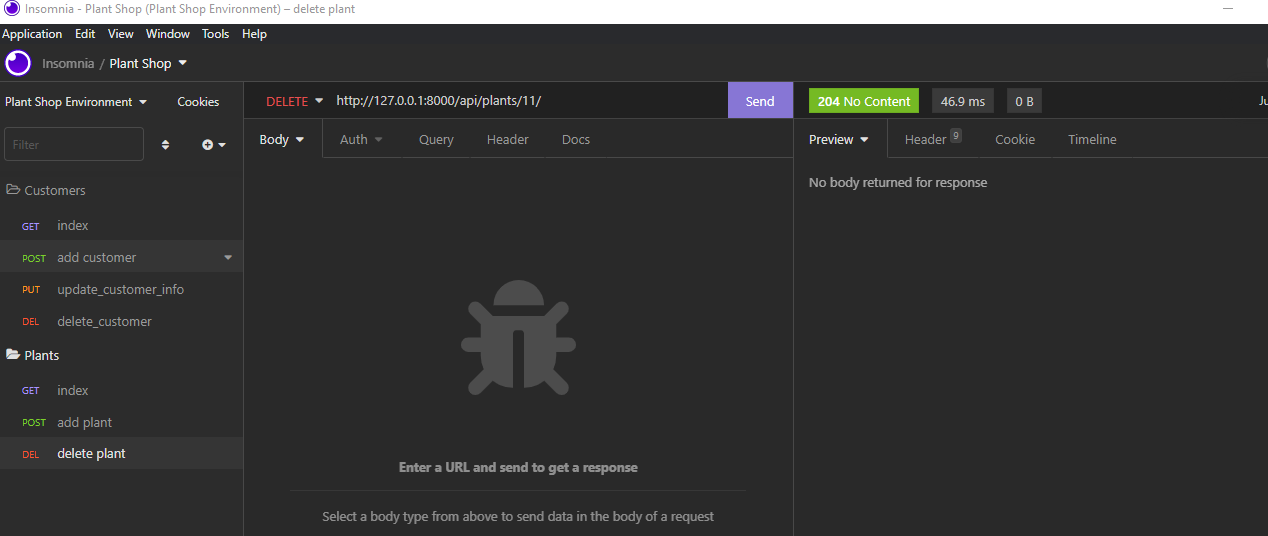 Insomnia - Plant Shop (Plant Shop Environment) – delete plant
Application Edit View Window Tools Help
Insomnia / Plant Shop
Plant Shop Environment Cookies
DELETE http://127.0.0.1:8000/api/plants/11/ Send
204 No Content 46.9 ms 0 B
Filter
Body Auth Query Header Docs
Preview Header 9 Cookie Timeline
Customers
GET index
POST add customer
PUT update_customer_info
DEL delete_customer
Plants
GET index
POST add plant
DEL delete plant
Enter a URL and send to get a response
Select a body type from above to send data in the body of a request
No body returned for response